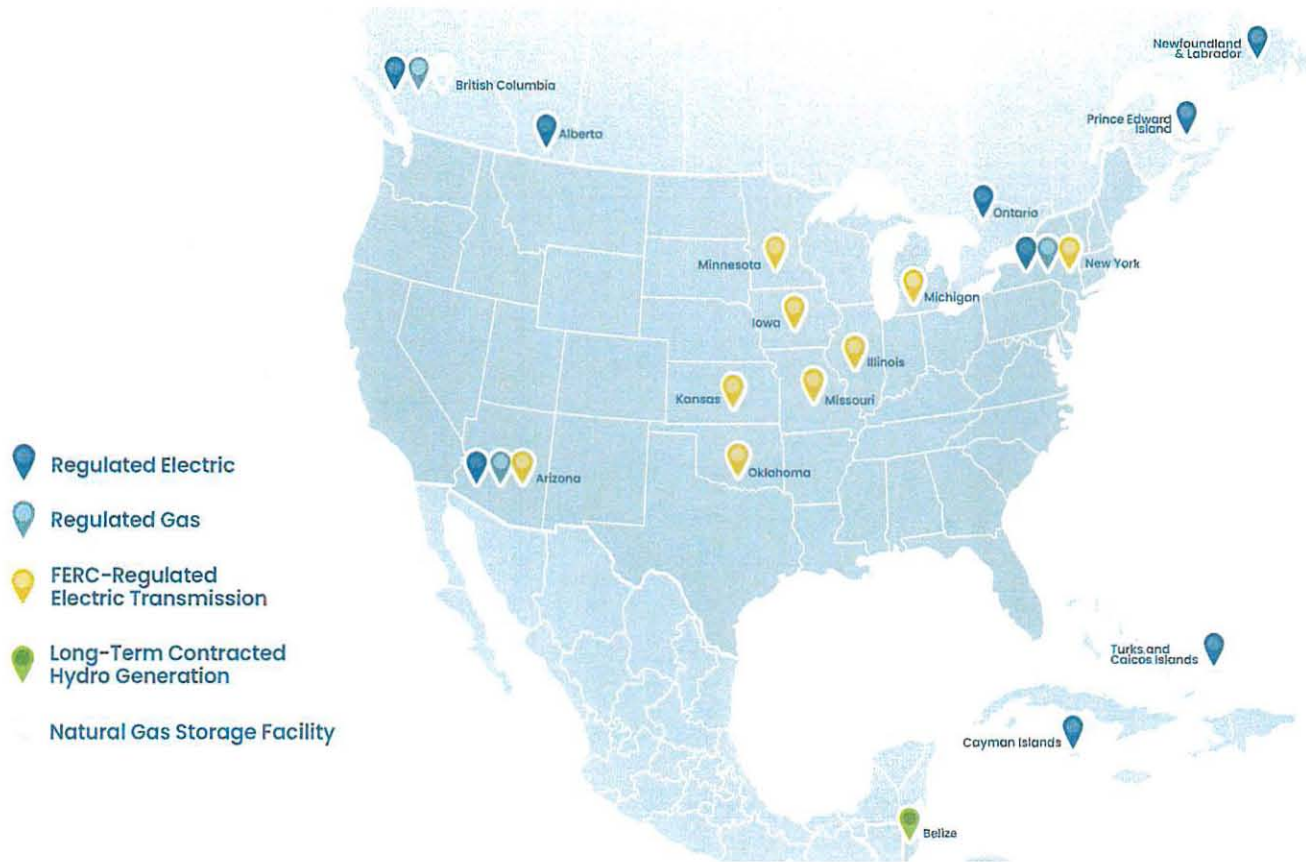 Newfoundland
& Labrador
British Columbia
Prince Edward
Island
Alberta
Ontario
Minnesota
New York
Michigan
Iowa
Illinois
Kansas
Missouri
Regulated Electric
Oklahoma
Arizona
Regulated Gas
FERC-Regulated
Electric Transmission
Long-Term Contracted
Hydro Generation
Turks and
Caicos Islands
Natural Gas Storage Facility
Cayman Islands
Belize